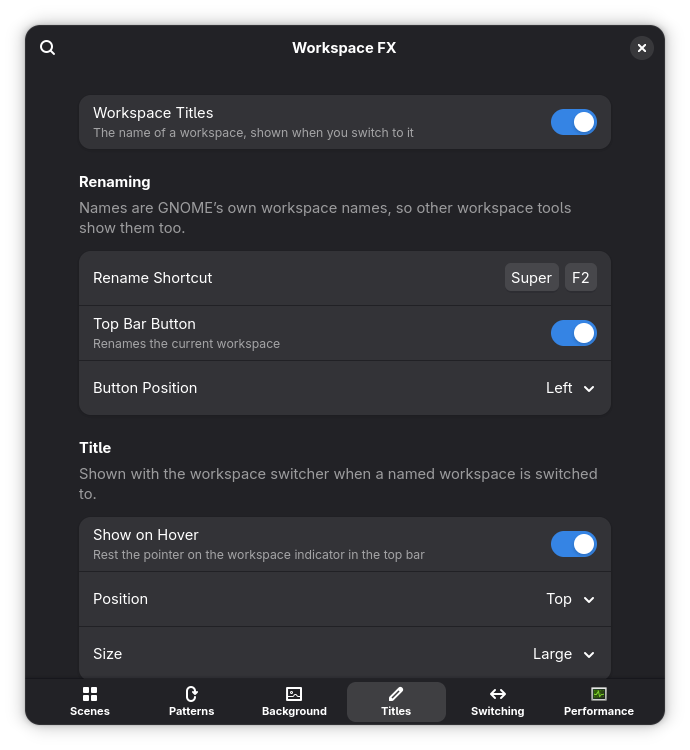 Workspace FX
Workspace Titles
The name of a workspace, shown when you switch to it
Renaming
Names are GNOME’s own workspace names, so other workspace tools
show them too.
Rename Shortcut Super F2
Top Bar Button
Renames the current workspace
Button Position Left
Title
Shown with the workspace switcher when a named workspace is switched
to.
Show on Hover
Rest the pointer on the workspace indicator in the top bar
Position Top
Size Large
Scenes Patterns Background Titles Switching Performance